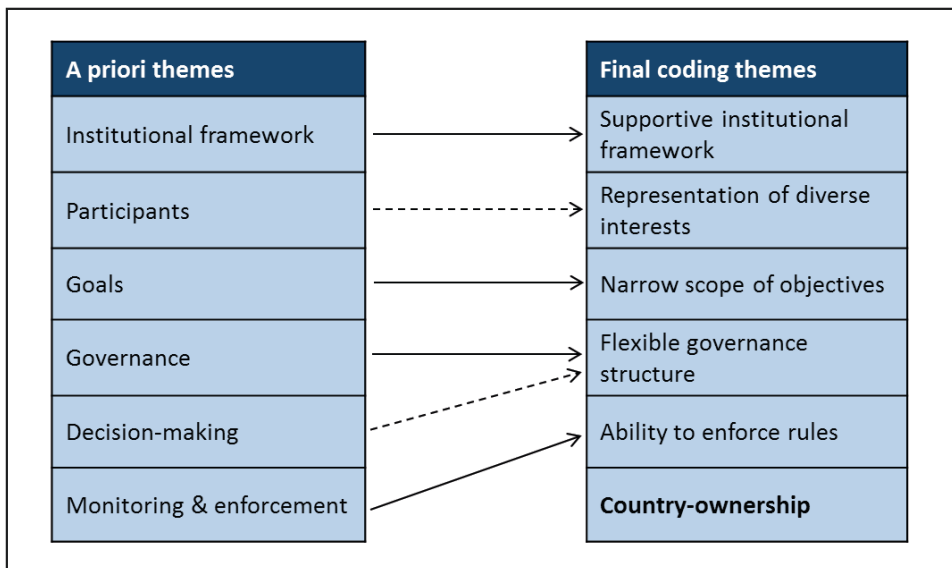 A priori themes
Institutional framework
Participants
Goals
Governance
Decision-making
Monitoring & enforcement
Final coding themes
Supportive institutional
framework
Representation of diverse
interests
Narrow scope of objectives
Flexible governance
structure
Ability to enforce rules
Country-ownership